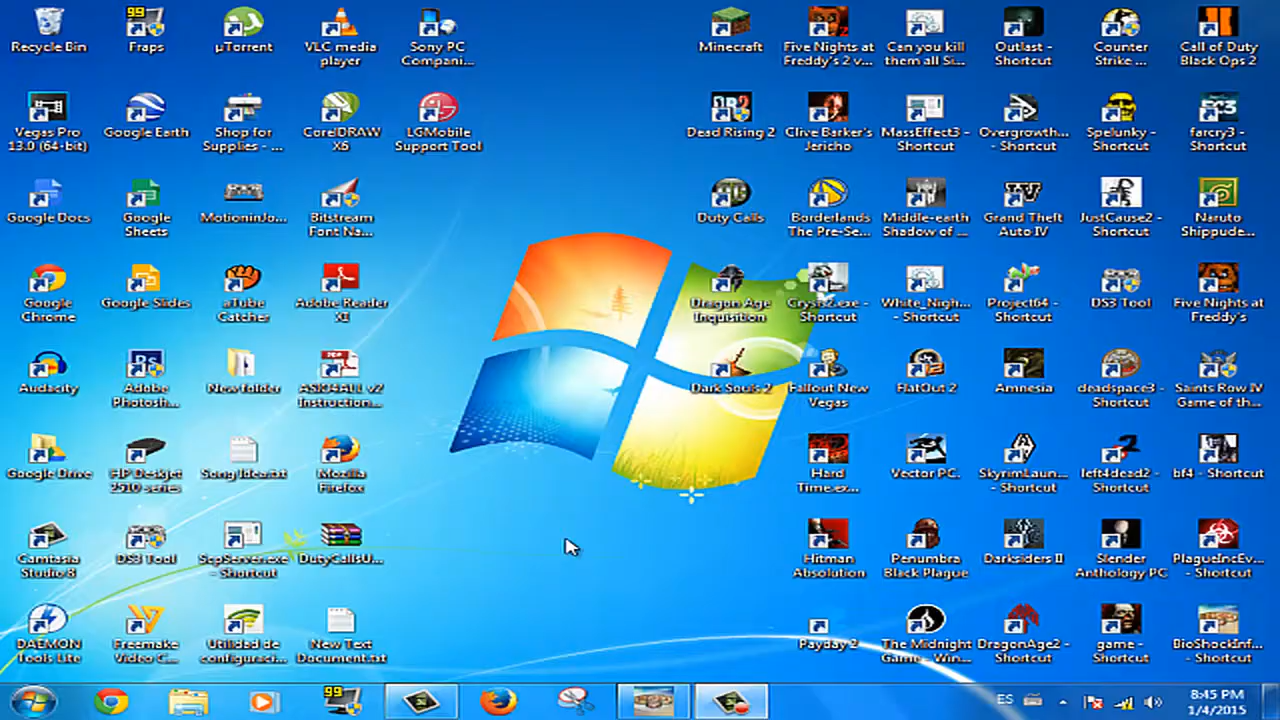 Recycle Bin
Fraps
µTorrent
VLC media
player
Sony PC
Compani...
Minecraft
Five Nights at
Freddy's 2 v...
Can you kill
them all Si...
Outlast -
Shortcut
Counter
Strike ...
Call of Duty
Black Ops 2
Vegas Pro
13.0 (64-bit)
Google Earth
Shop for
Supplies - ...
CorelDRAW
X6
LGMobile
Support Tool
Dead Rising 2
Clive Barker's
Jericho
MassEffect3 -
Shortcut
Overgrowth...
- Shortcut
Spelunky -
Shortcut
farcry3 -
Shortcut
Google Docs
Google
Sheets
MotioninJo...
Bitstream
Font Na...
Duty Calls
Borderlands
The Pre-Se...
Middle-earth
Shadow of ...
Grand Theft
Auto IV
JustCause2 -
Shortcut
Naruto
Shippude...
Google
Chrome
Google Slides
aTube
Catcher
Adobe Reader
XI
Dragon Age
Inquisition
Crysis2.exe -
Shortcut
White_Nigh...
- Shortcut
Project64 -
Shortcut
DS3 Tool
Five Nights at
Freddy's
Audacity
Adobe
Photosh...
New folder
Instruction...
Dark Souls 2
Fallout New
Vegas
FlatOut 2
Amnesia
deadspace3 -
Shortcut
Saints Row IV
Game of th...
Google Drive
HP Deskjet
2510 series
Song Idea.txt
Mozilla
Firefox
Hard
Time.ex...
Vector PC.
SkyrimLaun...
- Shortcut
left4dead2 -
Shortcut
bf4 - Shortcut
Camtasia
Studio 8
DS3 Tool
ScpServer.exe
- Shortcut
DutyCallsU...
Hitman
Absolution
Penumbra
Black Plague
Darksiders II
Slender
Anthology PC
PlagueIncEv...
- Shortcut
DAEMON
Tools Lite
Freemake
Video C...
Utilidad de
configuraci...
New Text
Document.txt
Payday 2
The Midnight
Game - Win...
DragonAge2 -
Shortcut
game -
Shortcut
BioShockInf...
- Shortcut
99
ES
8:45 PM
1/4/2015